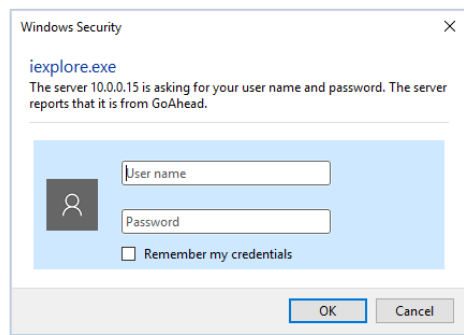 Windows Security
iexplore.exe
The server 10.0.0.15 is asking for your user name and password. The server
reports that it is from GoAhead.
User name
Password
Remember my credentials
OK
Cancel